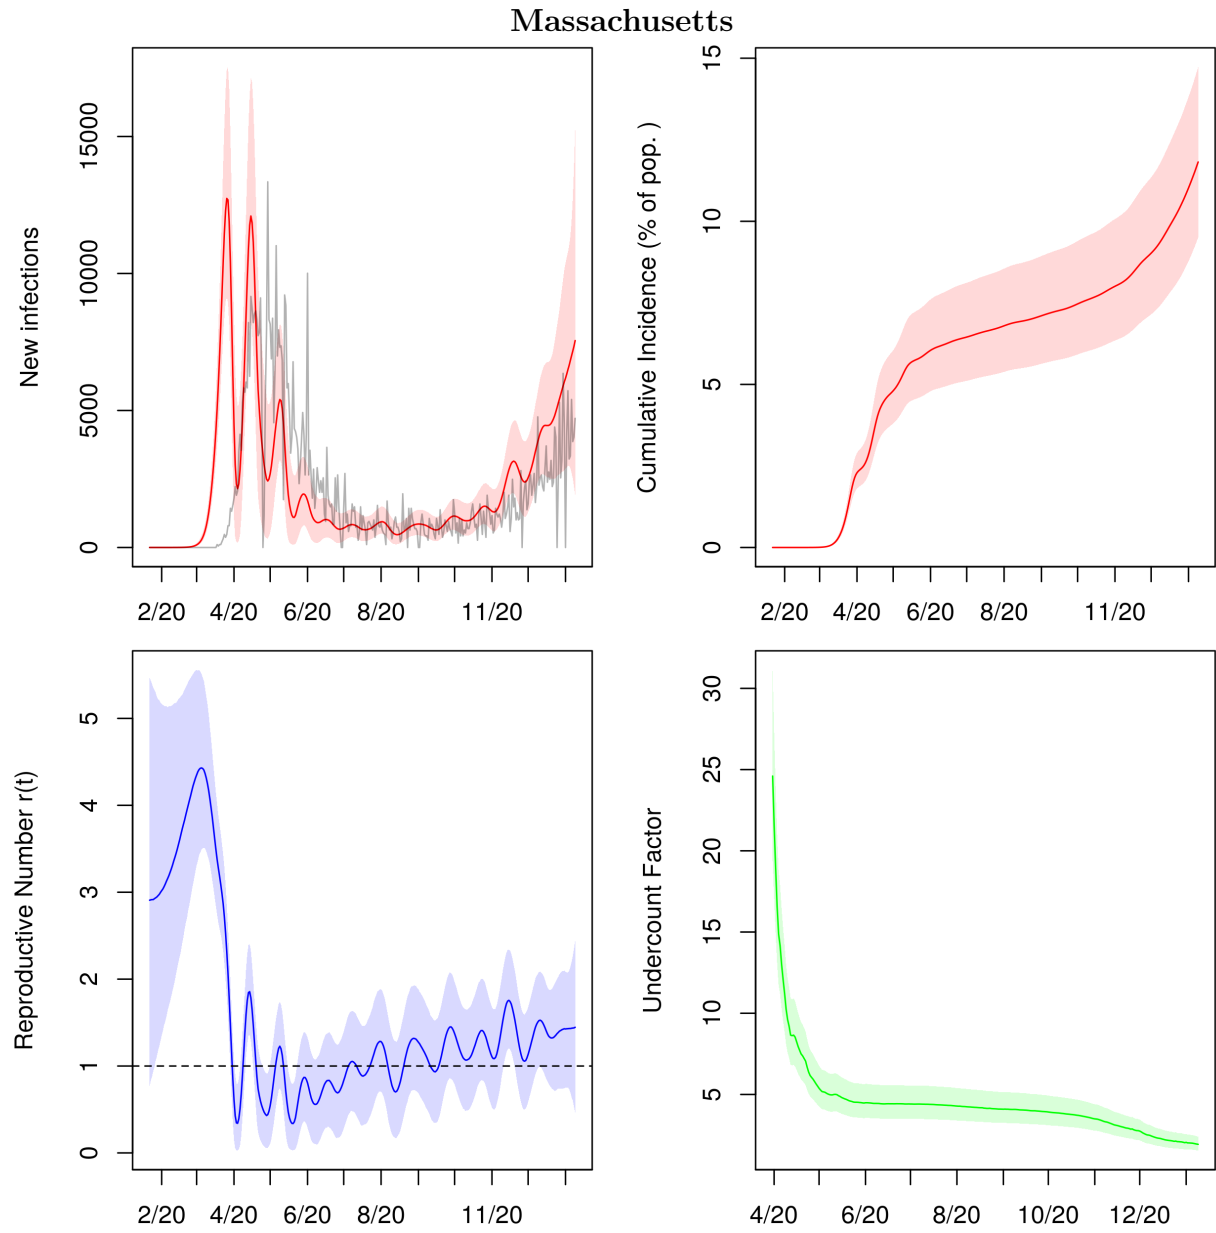 Massachusetts
New infections
0
5000
10000
15000
2/20 4/20 6/20 8/20 11/20
Cumulative Incidence (% of pop. )
0
5
10
15
2/20 4/20 6/20 8/20 11/20
Reproductive Number r(t)
0
1
2
3
4
5
2/20 4/20 6/20 8/20 11/20
Undercount Factor
5
10
15
20
25
30
4/20 6/20 8/20 10/20 12/20